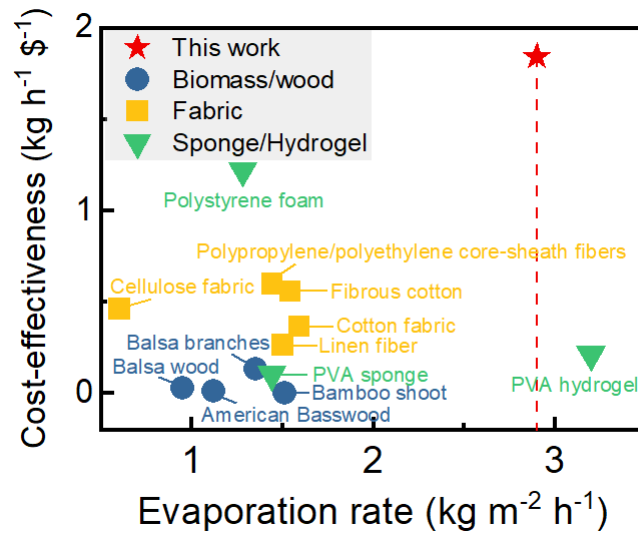 2
This work
Biomass/wood
Fabric
Sponge/Hydrogel
Polystyrene foam
1
Polypropylene/polyethylene core-sheath fibers
Cellulose fabric
Fibrous cotton
Cotton fabric
Balsa branches
Linen fiber
Balsa wood
PVA sponge
PVA hydrogel
0
Bamboo shoot
American Basswood
1 2 3
Evaporation rate (kg m⁻² h⁻¹)
Cost-effectiveness (kg h⁻¹ $⁻¹)